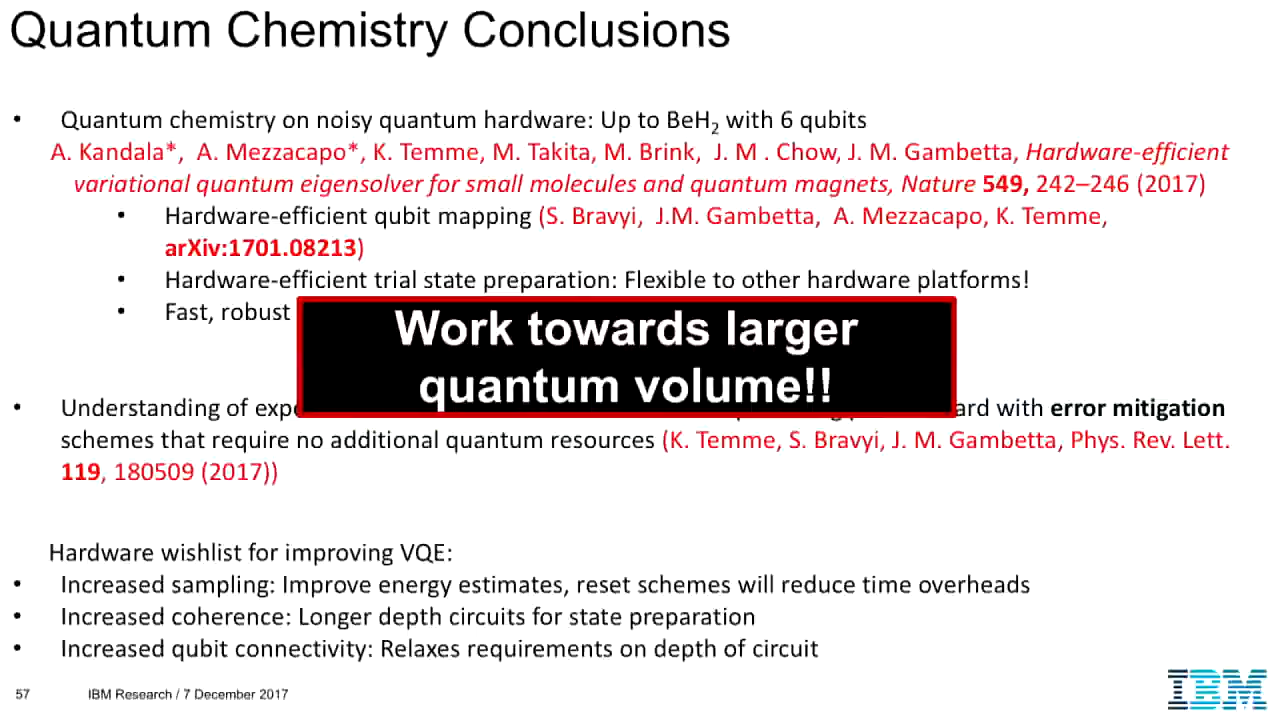 Quantum Chemistry Conclusions
• Quantum chemistry on noisy quantum hardware: Up to BeH₂ with 6 qubits
A. Kandala*, A. Mezzacapo*, K. Temme, M. Takita, M. Brink, J. M . Chow, J. M. Gambetta, Hardware-efficient
variational quantum eigensolver for small molecules and quantum magnets, Nature 549, 242–246 (2017)
• Hardware-efficient qubit mapping (S. Bravyi, J.M. Gambetta, A. Mezzacapo, K. Temme,
arXiv:1701.08213)
• Hardware-efficient trial state preparation: Flexible to other hardware platforms!
• Fast, robust
Work towards larger
quantum volume!!
• Understanding of with error mitigation
schemes that require no additional quantum resources (K. Temme, S. Bravyi, J. M. Gambetta, Phys. Rev. Lett.
119, 180509 (2017))
Hardware wishlist for improving VQE:
• Increased sampling: Improve energy estimates, reset schemes will reduce time overheads
• Increased coherence: Longer depth circuits for state preparation
• Increased qubit connectivity: Relaxes requirements on depth of circuit
57 IBM Research / 7 December 2017
IBM